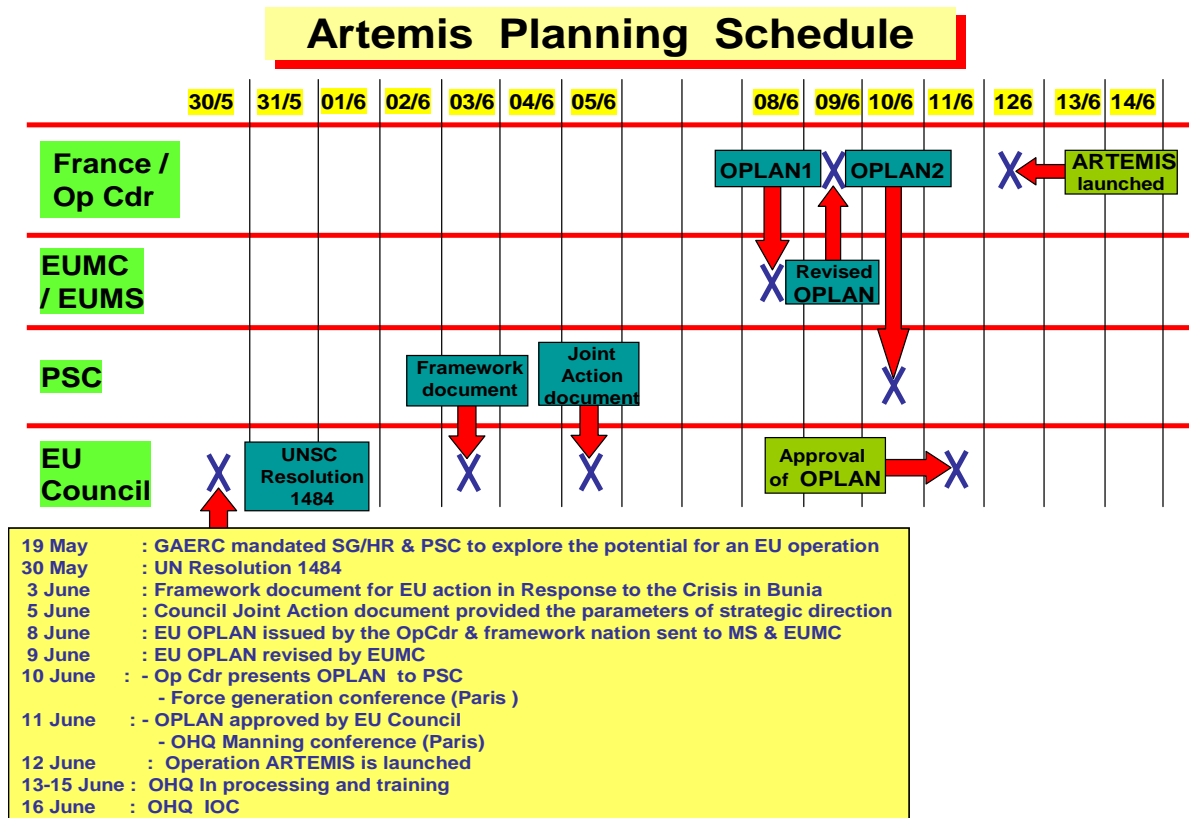 Artemis Planning Schedule
30/5 31/5 01/6 02/6 03/6 04/6 05/6 08/6 09/6 10/6 11/6 126 13/6 14/6
France /
Op Cdr
OPLAN1
OPLAN2
ARTEMIS
launched
EUMC
/ EUMS
Revised
OPLAN
PSC
Framework
document
Joint
Action
document
EU
Council
UNSC
Resolution
1484
Approval
of OPLAN
19 May : GAERC mandated SG/HR & PSC to explore the potential for an EU operation
30 May : UN Resolution 1484
3 June : Framework document for EU action in Response to the Crisis in Bunia
5 June : Council Joint Action document provided the parameters of strategic direction
8 June : EU OPLAN issued by the OpCdr & framework nation sent to MS & EUMC
9 June : EU OPLAN revised by EUMC
10 June : - Op Cdr presents OPLAN to PSC
- Force generation conference (Paris )
11 June : - OPLAN approved by EU Council
- OHQ Manning conference (Paris)
12 June : Operation ARTEMIS is launched
13-15 June : OHQ In processing and training
16 June : OHQ IOC